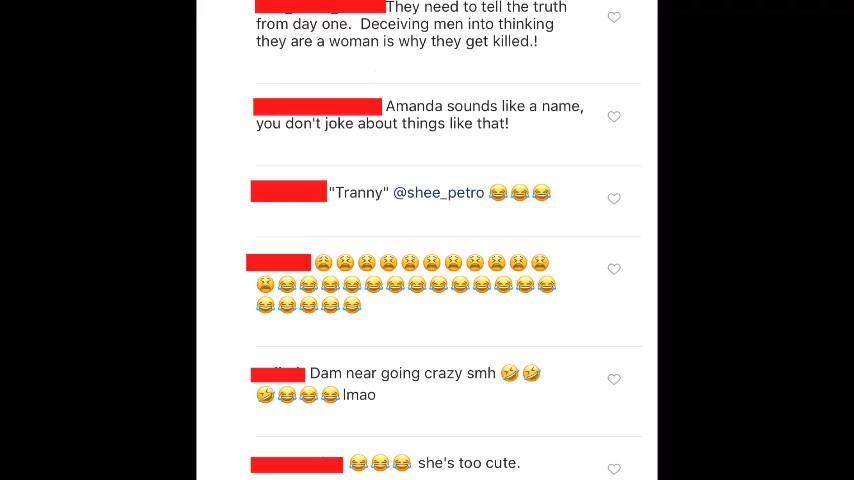 They need to tell the truth
from day one. Deceiving men into thinking
they are a woman is why they get killed.!
Amanda sounds like a name,
you don't joke about things like that!
"Tranny" @shee_petro 😂😂😂
😩😫😫😫😫😫😫😫😫😫😫
😫😂😂😂😂😂😂😂😂😂😂😂😂😂
😂😂😂😂😂
Dam near going crazy smh 🤣🤣
🤣😂😂😂lmao
😂😂😂 she's too cute.